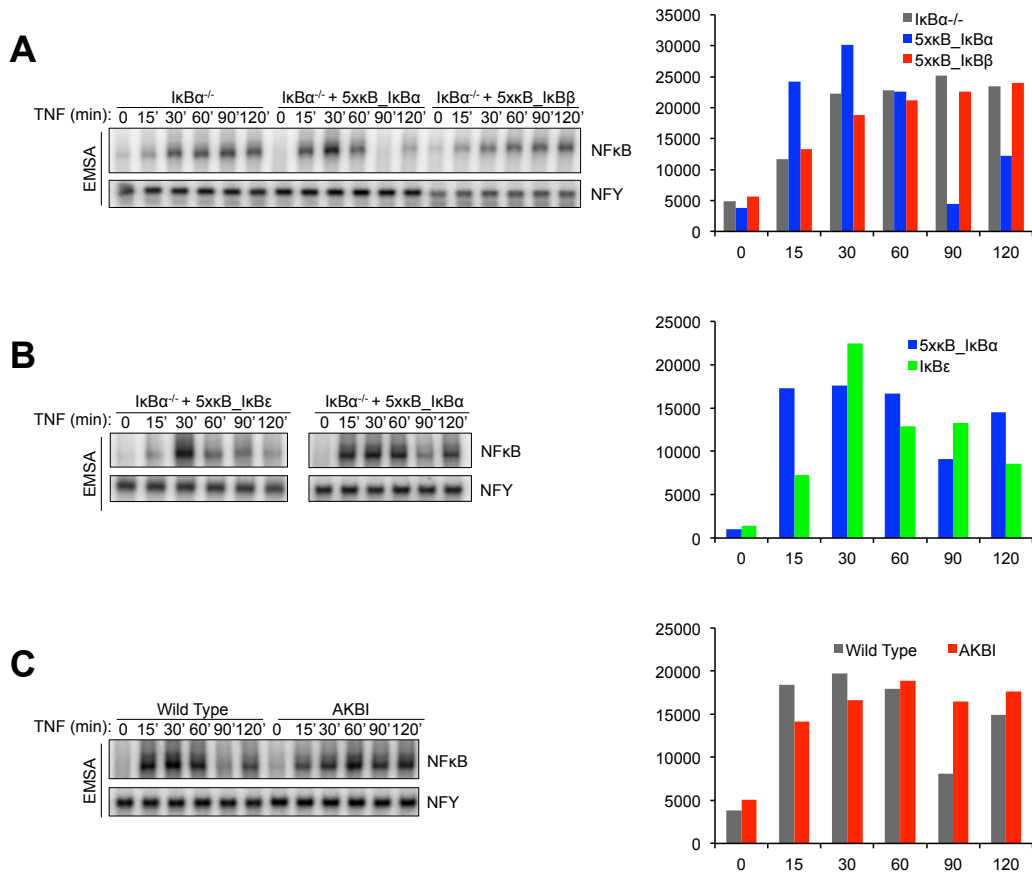 A
IκBα-/-
IκBα-/- + 5xκB_IκBα
IκBα-/- + 5xκB_IκBβ
TNF (min): 0 15' 30' 60' 90' 120' 0 15' 30' 60' 90' 120' 0 15' 30' 60' 90' 120'
EMSA
NFκB
NFY
IκBα-/-
5xκB_IκBα
5xκB_IκBβ
35000
30000
25000
20000
15000
10000
5000
0
0 15 30 60 90 120
B
IκBα-/- + 5xκB_IκBε
IκBα-/- + 5xκB_IκBα
TNF (min): 0 15' 30' 60' 90' 120' 0 15' 30' 60' 90' 120'
EMSA
NFκB
NFY
5xκB_IκBα
IκBε
25000
20000
15000
10000
5000
0
0 15 30 60 90 120
C
Wild Type AKBI
TNF (min): 0 15' 30' 60' 90' 120' 0 15' 30' 60' 90' 120'
EMSA
NFκB
NFY
Wild Type AKBI
25000
20000
15000
10000
5000
0
0 15 30 60 90 120